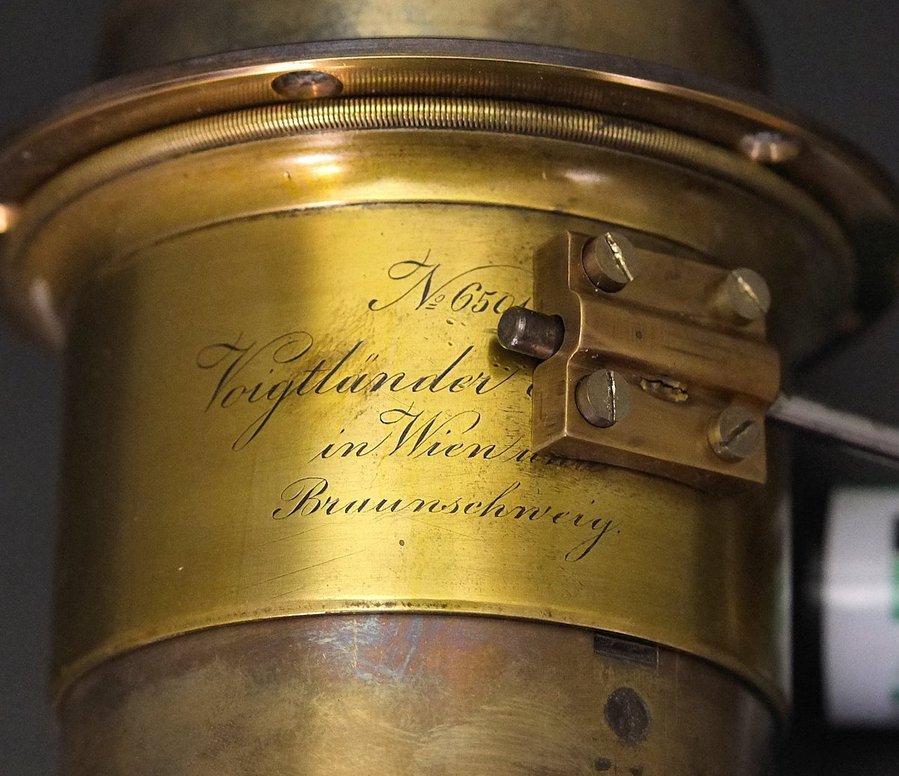 No 650
Voigtländer
in Wien
Braunschweig.